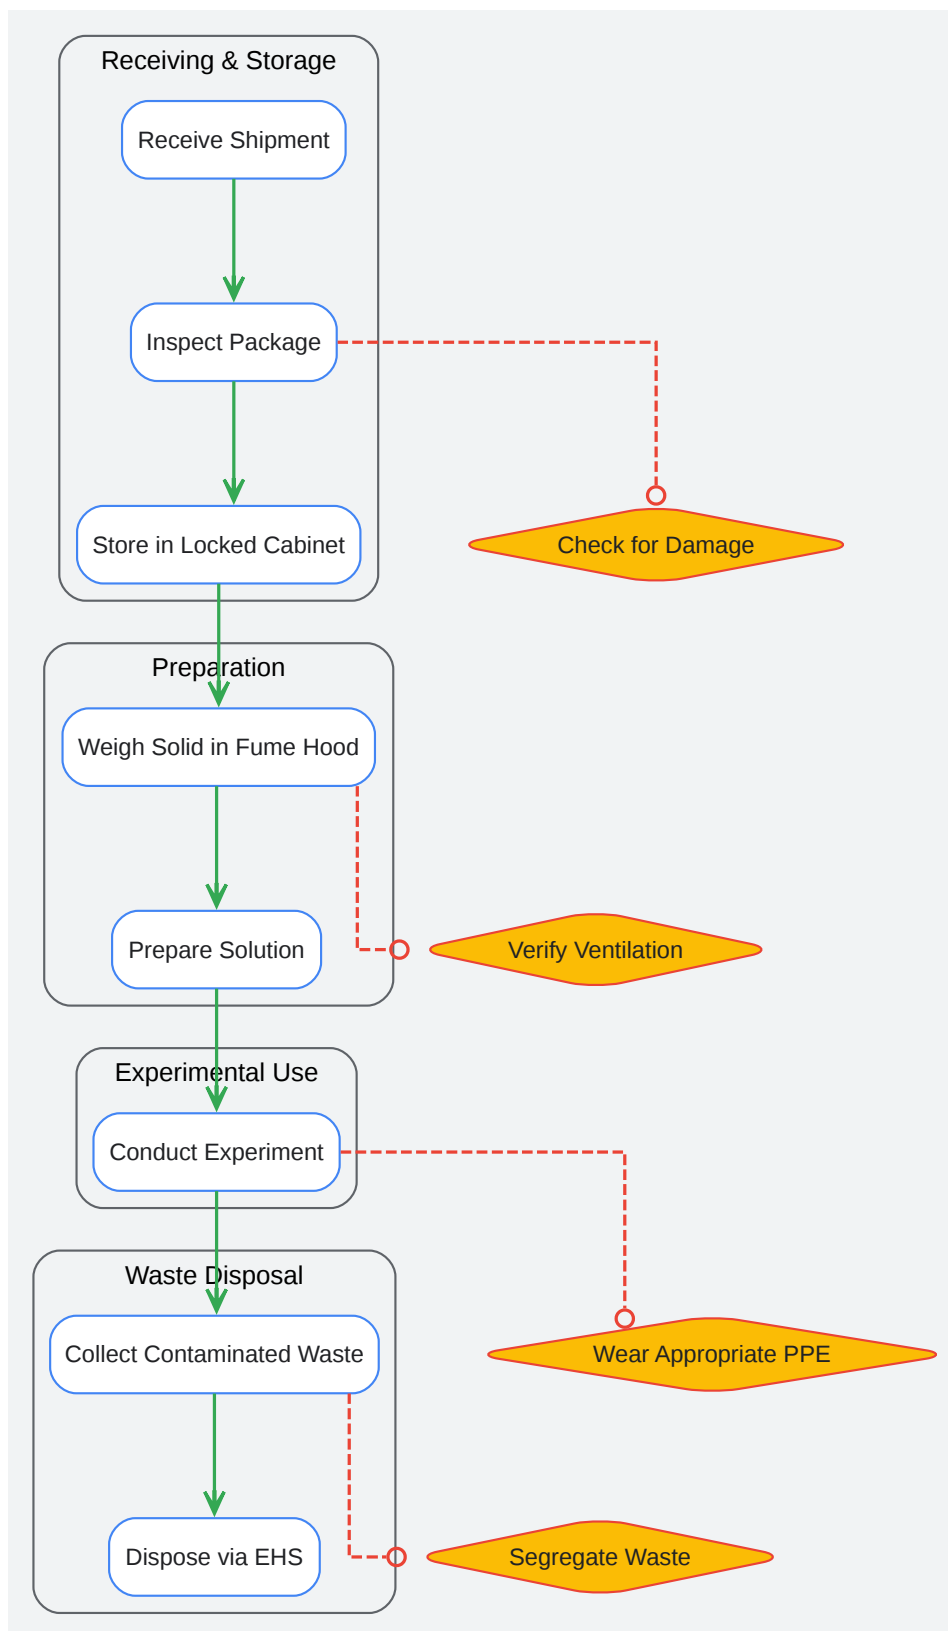 Receiving & Storage
Receive Shipment
Inspect Package
Store in Locked Cabinet
Check for Damage
Preparation
Weigh Solid in Fume Hood
Prepare Solution
Verify Ventilation
Experimental Use
Conduct Experiment
Waste Disposal
Collect Contaminated Waste
Wear Appropriate PPE
Dispose via EHS
Segregate Waste